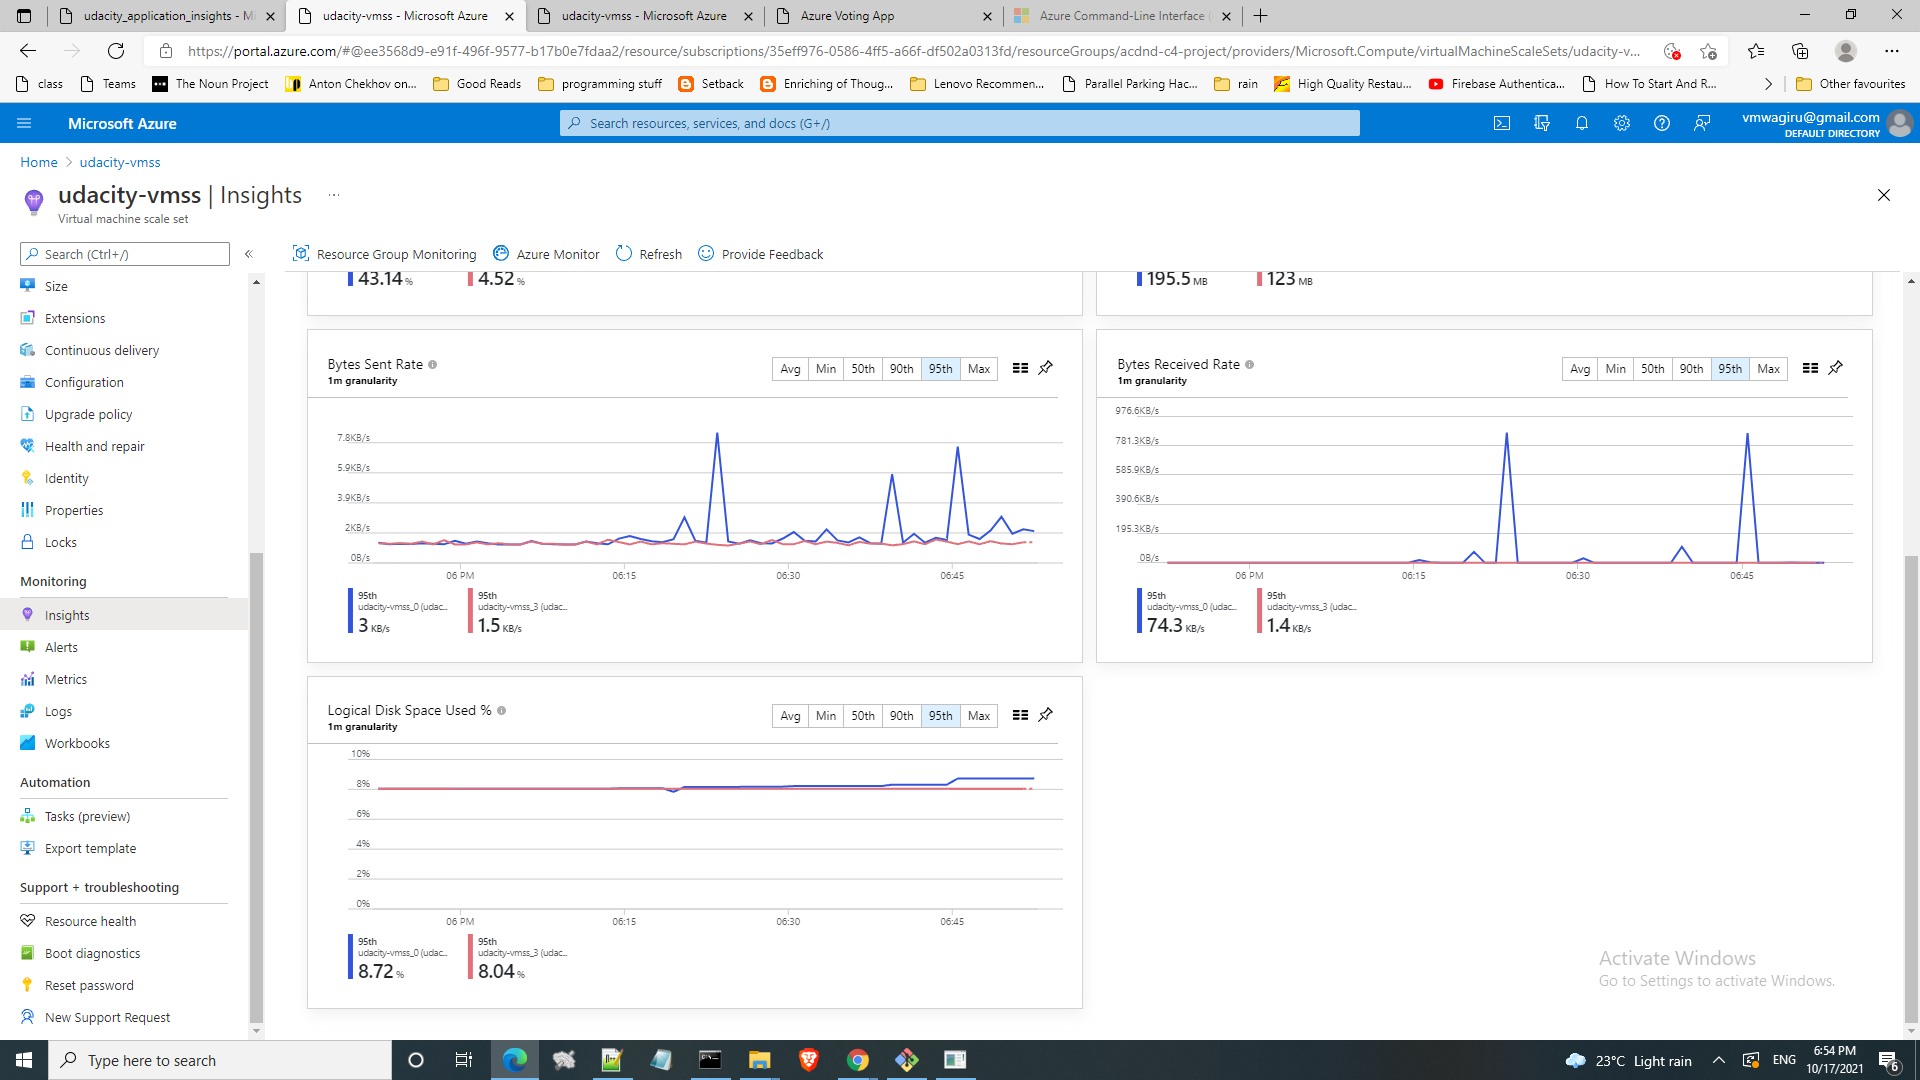 udacity_application_insights - Mi
udacity-vmss - Microsoft Azure
udacity-vmss - Microsoft Azure
Azure Voting App
Azure Command-Line Interface (
https://portal.azure.com/#@ee3568d9-e91f-496f-9577-b17b0e7fdaa2/resource/subscriptions/35eff976-0586-4ff5-a66f-df502a0313fd/resourceGroups/acdnd-c4-project/providers/Microsoft.Compute/virtualMachineScaleSets/udacity-v...
class
Teams
The Noun Project
Anton Chekhov on...
Good Reads
programming stuff
Setback
Enriching of Thoug...
Lenovo Recommen...
Parallel Parking Hac...
rain
High Quality Restau...
Firebase Authentica...
How To Start And R...
Other favourites
Microsoft Azure
Search resources, services, and docs (G+/)
vmwagiru@gmail.com
DEFAULT DIRECTORY
Home > udacity-vmss
udacity-vmss | Insights ...
Virtual machine scale set
Search (Ctrl+/)
«
Resource Group Monitoring
Azure Monitor
Refresh
Provide Feedback
Size
Extensions
Continuous delivery
Configuration
Upgrade policy
Health and repair
Identity
Properties
Locks
Monitoring
Insights
Alerts
Metrics
Logs
Workbooks
Automation
Tasks (preview)
Export template
Support + troubleshooting
Resource health
Boot diagnostics
Reset password
New Support Request
43.14 %
4.52 %
195.5 MB
123 MB
Bytes Sent Rate
1m granularity
Avg Min 50th 90th 95th Max
7.8KB/s
5.9KB/s
3.9KB/s
2KB/s
0B/s
06 PM 06:15 06:30 06:45
95th
udacity-vmss_0 (udac...
3 KB/s
95th
udacity-vmss_3 (udac...
1.5 KB/s
Bytes Received Rate
1m granularity
Avg Min 50th 90th 95th Max
976.6KB/s
781.3KB/s
585.9KB/s
390.6KB/s
195.3KB/s
0B/s
06 PM 06:15 06:30 06:45
95th
udacity-vmss_0 (udac...
74.3 KB/s
95th
udacity-vmss_3 (udac...
1.4 KB/s
Logical Disk Space Used %
1m granularity
Avg Min 50th 90th 95th Max
10%
8%
6%
4%
2%
0%
06 PM 06:15 06:30 06:45
95th
udacity-vmss_0 (udac...
8.72 %
95th
udacity-vmss_3 (udac...
8.04 %
Activate Windows
Go to Settings to activate Windows.
Type here to search
23°C Light rain
ENG
6:54 PM
10/17/2021
6